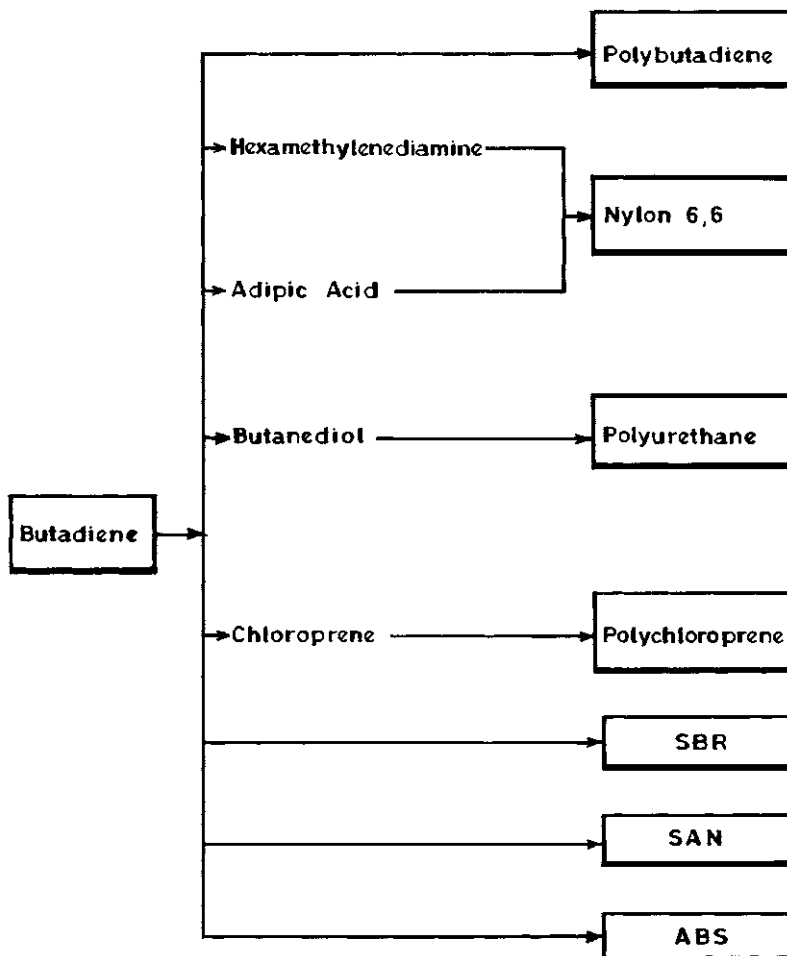 Polybutadiene
Hexamethylenediamine
Nylon 6,6
Adipic Acid
Butanediol
Polyurethane
Butadiene
Chloroprene
Polychloroprene
SBR
SAN
ABS